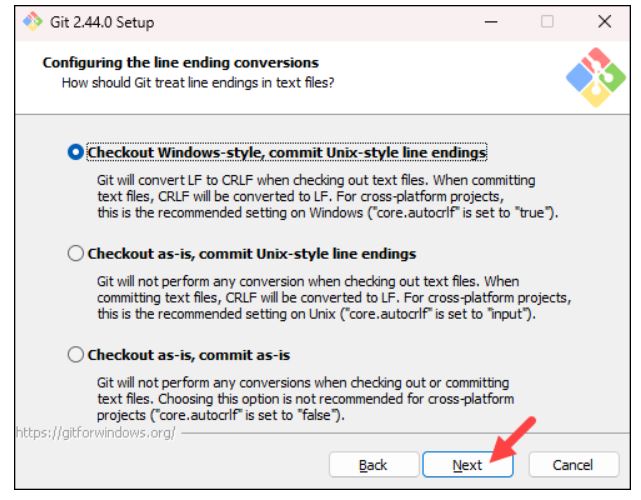 Git 2.44.0 Setup
Configuring the line ending conversions
How should Git treat line endings in text files?
Checkout Windows-style, commit Unix-style line endings
Git will convert LF to CRLF when checking out text files. When committing
text files, CRLF will be converted to LF. For cross-platform projects,
this is the recommended setting on Windows ("core.autocrlf" is set to "true").
Checkout as-is, commit Unix-style line endings
Git will not perform any conversion when checking out text files. When
committing text files, CRLF will be converted to LF. For cross-platform projects,
this is the recommended setting on Unix ("core.autocrlf" is set to "input").
Checkout as-is, commit as-is
Git will not perform any conversions when checking out or committing
text files. Choosing this option is not recommended for cross-platform
projects ("core.autocrlf" is set to "false").
https://gitforwindows.org/
Back
Next
Cancel